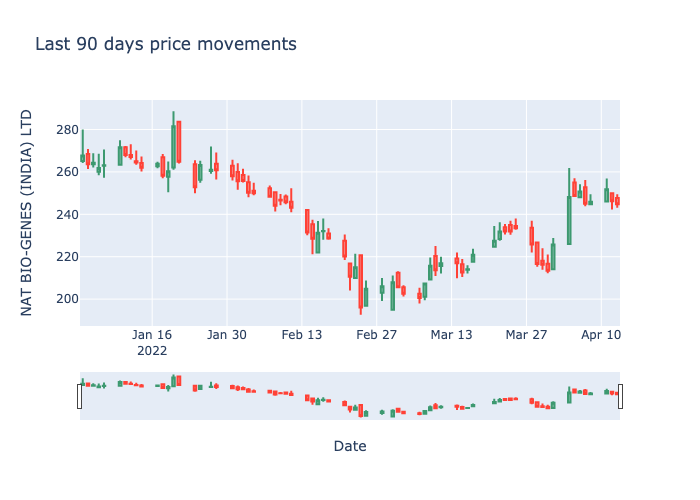 Last 90 days price movements
NAT BIO-GENES (INDIA) LTD
280
260
240
220
200
Jan 16
2022
Jan 30
Feb 13
Feb 27
Mar 13
Mar 27
Apr 10
Date